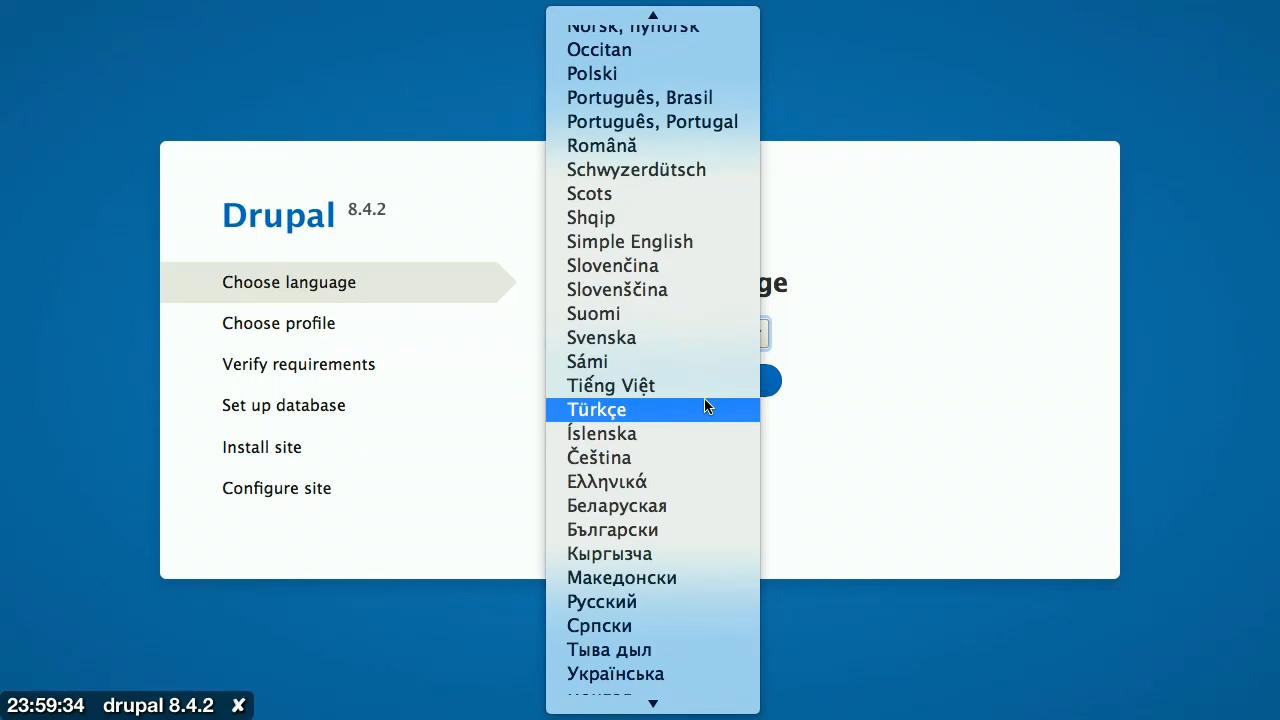 Norsk, nynorsk
Occitan
Polski
Português, Brasil
Português, Portugal
Română
Schwyzerdütsch
Scots
Shqip
Simple English
Slovenčina
Slovenščina
Suomi
Svenska
Sámi
Tiếng Việt
Türkçe
Íslenska
Čeština
Ελληνικά
Беларуская
Български
Кыргызча
Македонски
Русский
Српски
Тыва дыл
Українська
Drupal 8.4.2
Choose language
Choose profile
Verify requirements
Set up database
Install site
Configure site
23:59:34 drupal 8.4.2 ✘